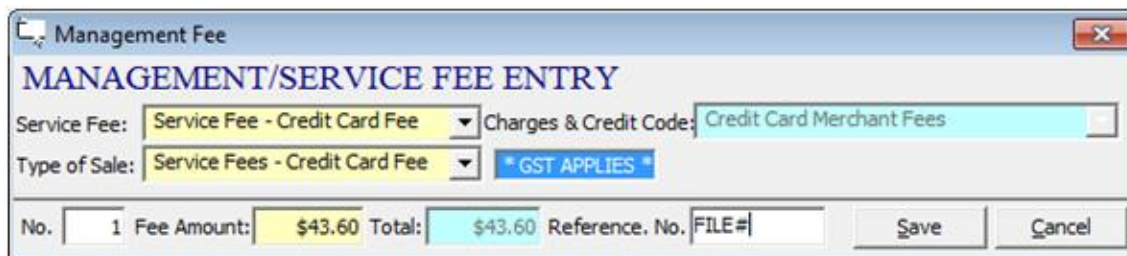 Management Fee
MANAGEMENT/SERVICE FEE ENTRY
Service Fee: Service Fee - Credit Card Fee Charges & Credit Code: Credit Card Merchant Fees
Type of Sale: Service Fees - Credit Card Fee * GST APPLIES *
No. 1 Fee Amount: $43.60 Total: $43.60 Reference. No. FILE# Save Cancel